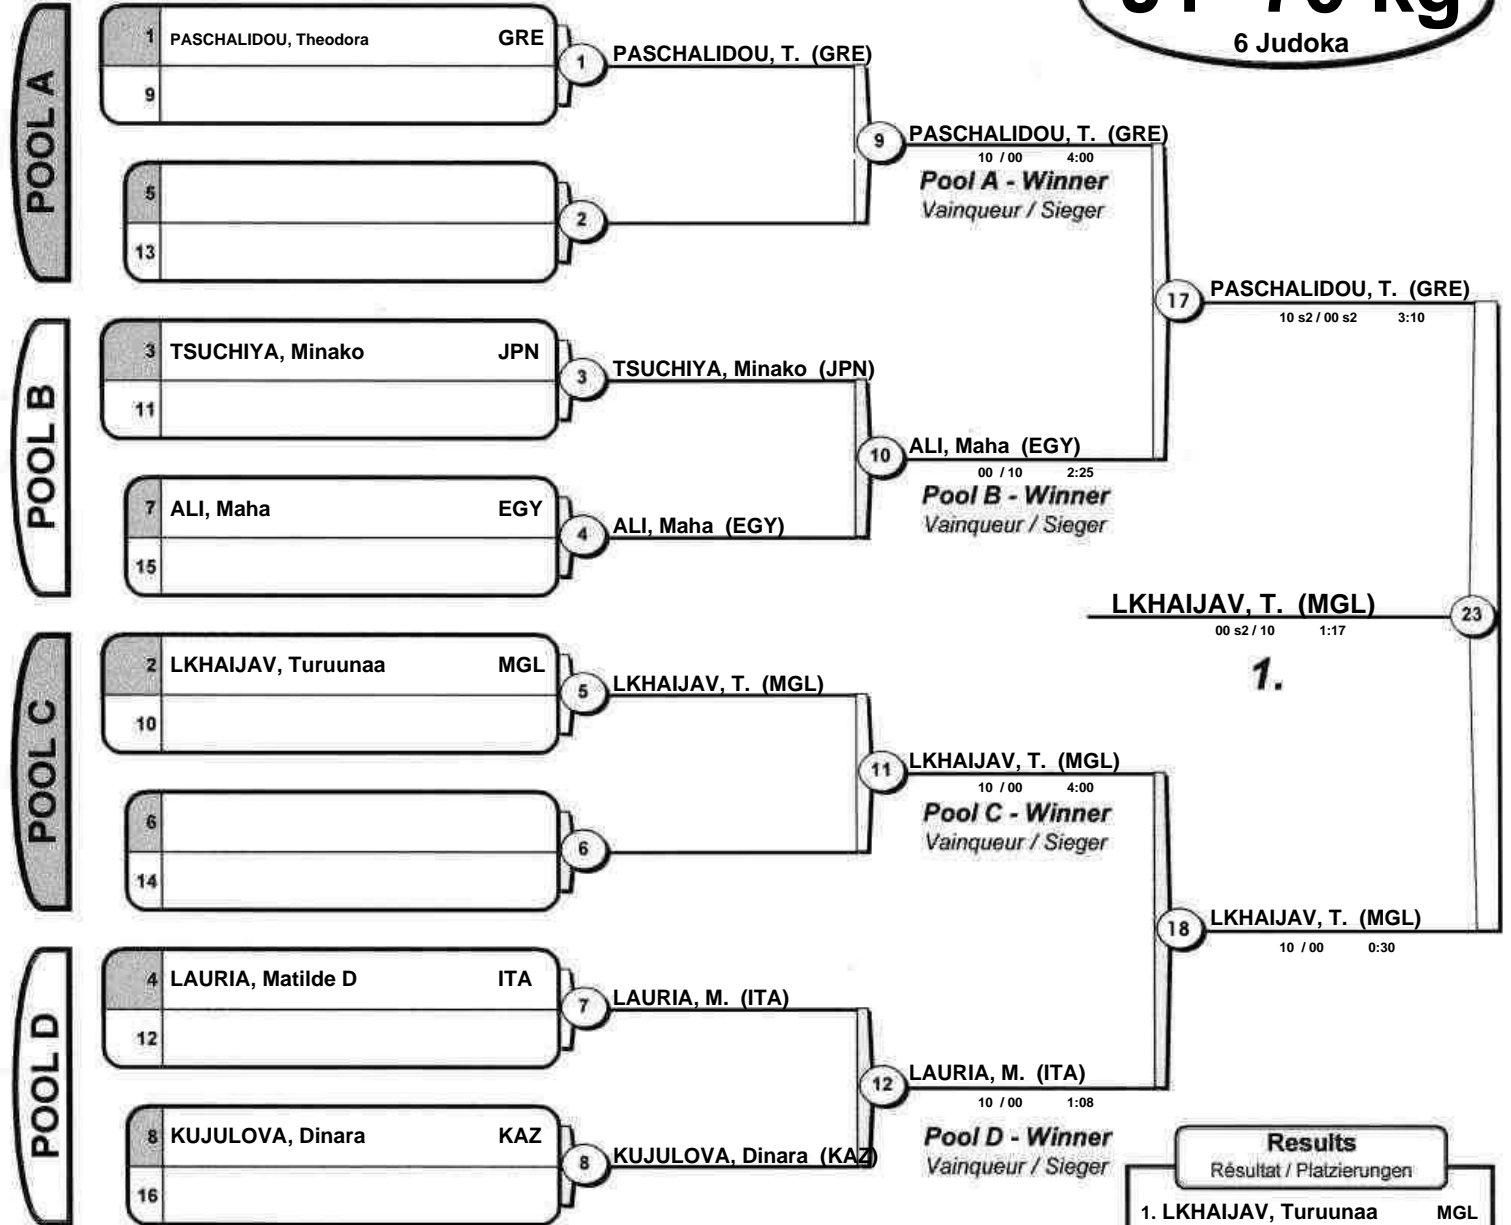 70 kg
6 Judoka
POOL A
1 PASCHALIDOU, Theodora GRE
9
1
PASCHALIDOU, T. (GRE)
5
13
2
9
PASCHALIDOU, T. (GRE)
10 / 00 4:00
Pool A - Winner
Vainqueur / Sieger
POOL B
3 TSUCHIYA, Minako JPN
11
3
TSUCHIYA, Minako (JPN)
7 ALI, Maha EGY
15
4
ALI, Maha (EGY)
10
ALI, Maha (EGY)
00 / 10 2:25
Pool B - Winner
Vainqueur / Sieger
17
PASCHALIDOU, T. (GRE)
10 s2 / 00 s2 3:10
LKHAIJAV, T. (MGL)
00 s2 / 10 1:17
1.
23
POOL C
2 LKHAIJAV, Turuunaa MGL
10
5
LKHAIJAV, T. (MGL)
6
14
6
11
LKHAIJAV, T. (MGL)
10 / 00 4:00
Pool C - Winner
Vainqueur / Sieger
18
LKHAIJAV, T. (MGL)
10 / 00 0:30
POOL D
4 LAURIA, Matilde D ITA
12
7
LAURIA, M. (ITA)
8 KUJULOVA, Dinara KAZ
16
8
KUJULOVA, Dinara (KAZ)
12
LAURIA, M. (ITA)
10 / 00 1:08
Pool D - Winner
Vainqueur / Sieger
Results
Résultat / Platzierungen
1. LKHAIJAV, Turuunaa MGL